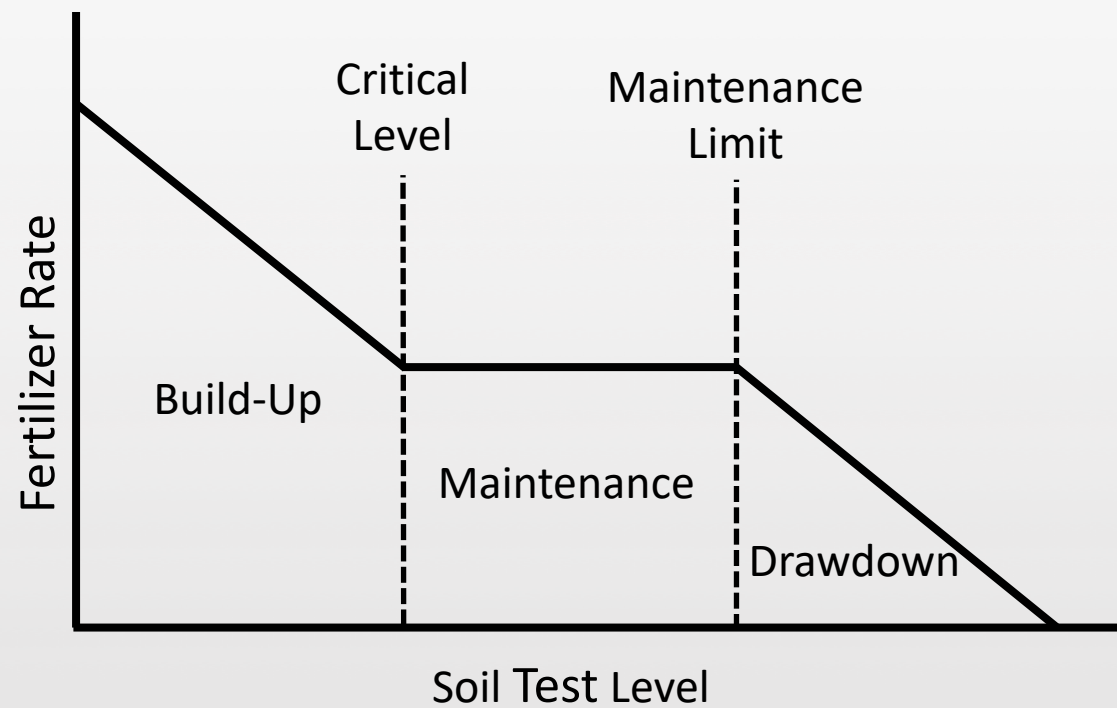 Critical
Level
Maintenance
Limit
Fertilizer Rate
Build-Up
Maintenance
Drawdown
Soil Test Level